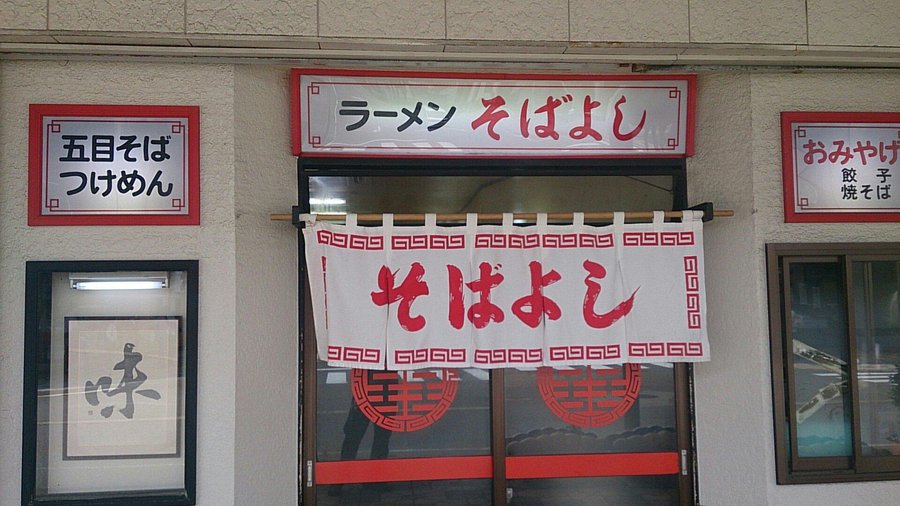 五目そば
つけめん
ラーメン そばよし
おみやげ
餃子
焼そば
そばよし
味